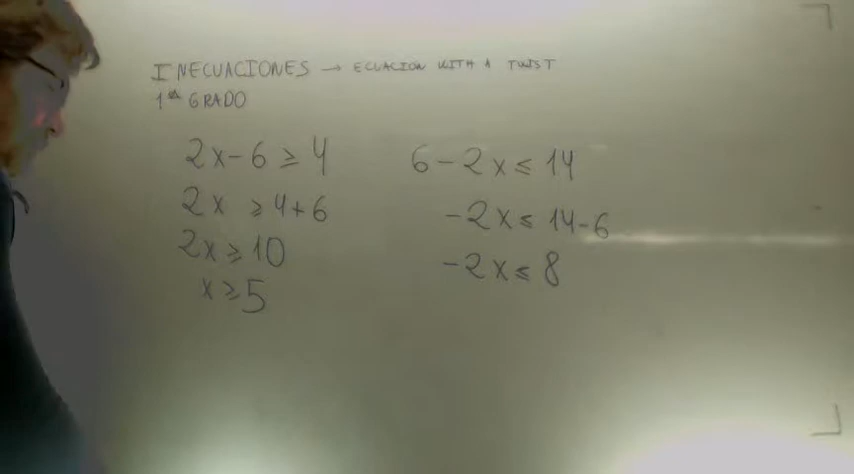 INECUACIONES → ECUACION WITH A TWIST
1er GRADO
2x - 6 ≥ 4
2x ≥ 4 + 6
2x ≥ 10
x ≥ 5
6 - 2x ≤ 14
-2x ≤ 14 - 6
-2x ≤ 8